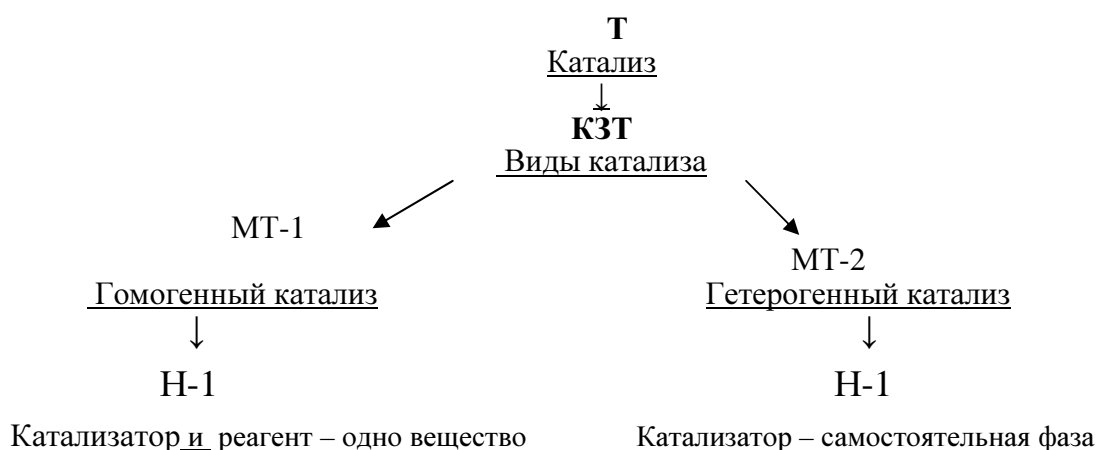 Т
Катализ
↓
КЗТ
Виды катализа
МТ-1
МТ-2
Гомогенный катализ
Гетерогенный катализ
↓
↓
Н-1
Н-1
Катализатор и реагент – одно вещество
Катализатор – самостоятельная фаза